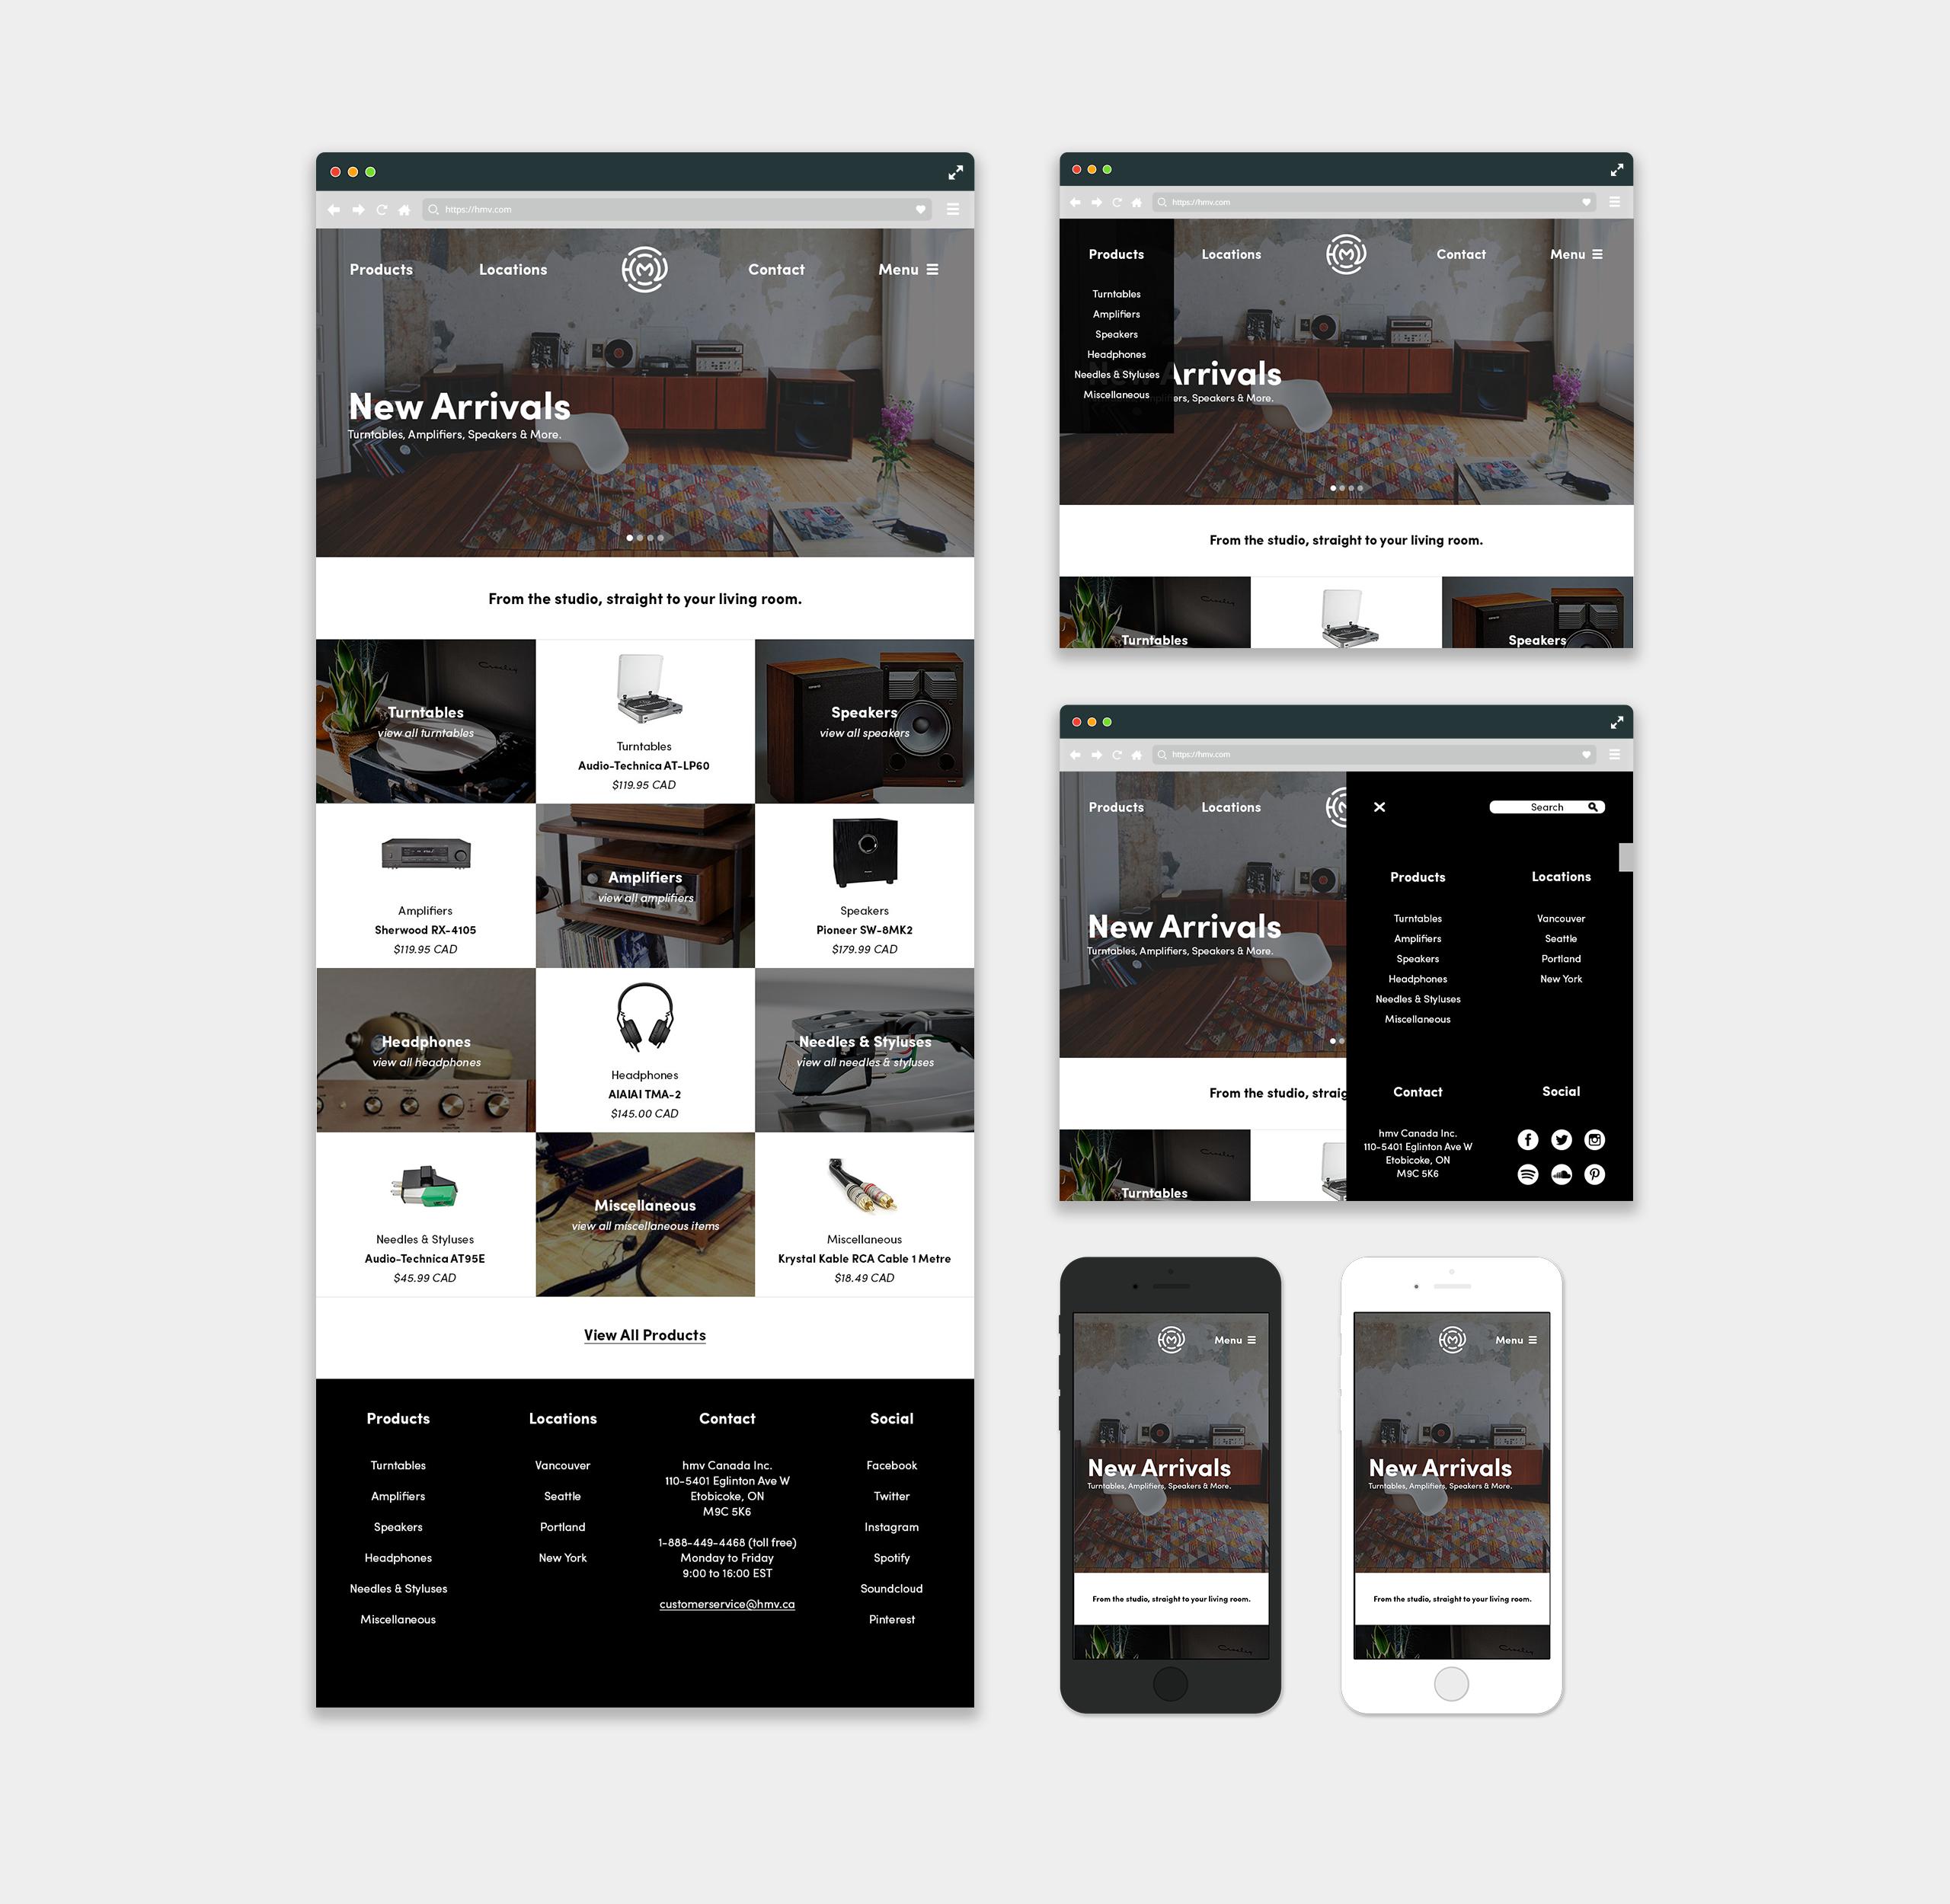 https://hmv.com
Products
Locations
Contact
Menu
New Arrivals
Turntables, Amplifiers, Speakers & More.
From the studio, straight to your living room.
Crosley
Turntables
view all turntables
Turntables
Audio-Technica AT-LP60
$119.95 CAD
Speakers
view all speakers
Amplifiers
Sherwood RX-4105
$119.95 CAD
Amplifiers
view all amplifiers
Speakers
Pioneer SW-8MK2
$179.99 CAD
Headphones
view all headphones
Headphones
AIAIAI TMA-2
$145.00 CAD
Needles & Styluses
view all needles & styluses
Needles & Styluses
Audio-Technica AT95E
$45.99 CAD
Miscellaneous
view all miscellaneous items
Miscellaneous
Krystal Kable RCA Cable 1 Metre
$18.49 CAD
View All Products
Products
Turntables
Amplifiers
Speakers
Headphones
Needles & Styluses
Miscellaneous
Locations
Vancouver
Seattle
Portland
New York
Contact
hmv Canada Inc.
110-5401 Eglinton Ave W
Etobicoke, ON
M9C 5K6
1-888-449-4468 (toll free)
Monday to Friday
9:00 to 16:00 EST
customerservice@hmv.ca
Social
Facebook
Twitter
Instagram
Spotify
Soundcloud
Pinterest
https://hmv.com
Products
Locations
Contact
Menu
Turntables
Amplifiers
Speakers
Headphones
Needles & Styluses
Miscellaneous
New Arrivals
Speakers & More.
From the studio, straight to your living room.
Crosley
Turntables
Speakers
https://hmv.com
Products
Locations
New Arrivals
Turntables, Amplifiers, Speakers & More.
From the studio, straig
Crosley
Turntables
Search
Products
Turntables
Amplifiers
Speakers
Headphones
Needles & Styluses
Miscellaneous
Locations
Vancouver
Seattle
Portland
New York
Contact
hmv Canada Inc.
110-5401 Eglinton Ave W
Etobicoke, ON
M9C 5K6
Social
Menu
New Arrivals
Turntables, Amplifiers, Speakers & More.
From the studio, straight to your living room.
Crosley
Menu
New Arrivals
Turntables, Amplifiers, Speakers & More.
From the studio, straight to your living room.
Crosley